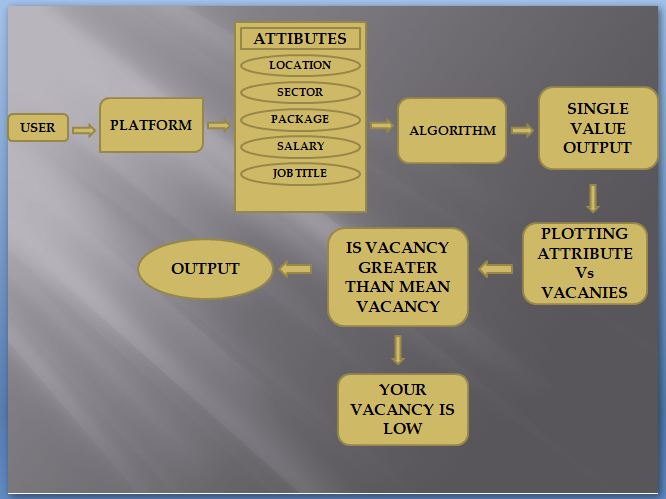 USER
PLATFORM
ATTIBUTES
LOCATION
SECTOR
PACKAGE
SALARY
JOB TITLE
ALGORITHM
SINGLE
VALUE
OUTPUT
PLOTTING
ATTRIBUTE
Vs
VACANIES
IS VACANCY
GREATER
THAN MEAN
VACANCY
OUTPUT
YOUR
VACANCY IS
LOW